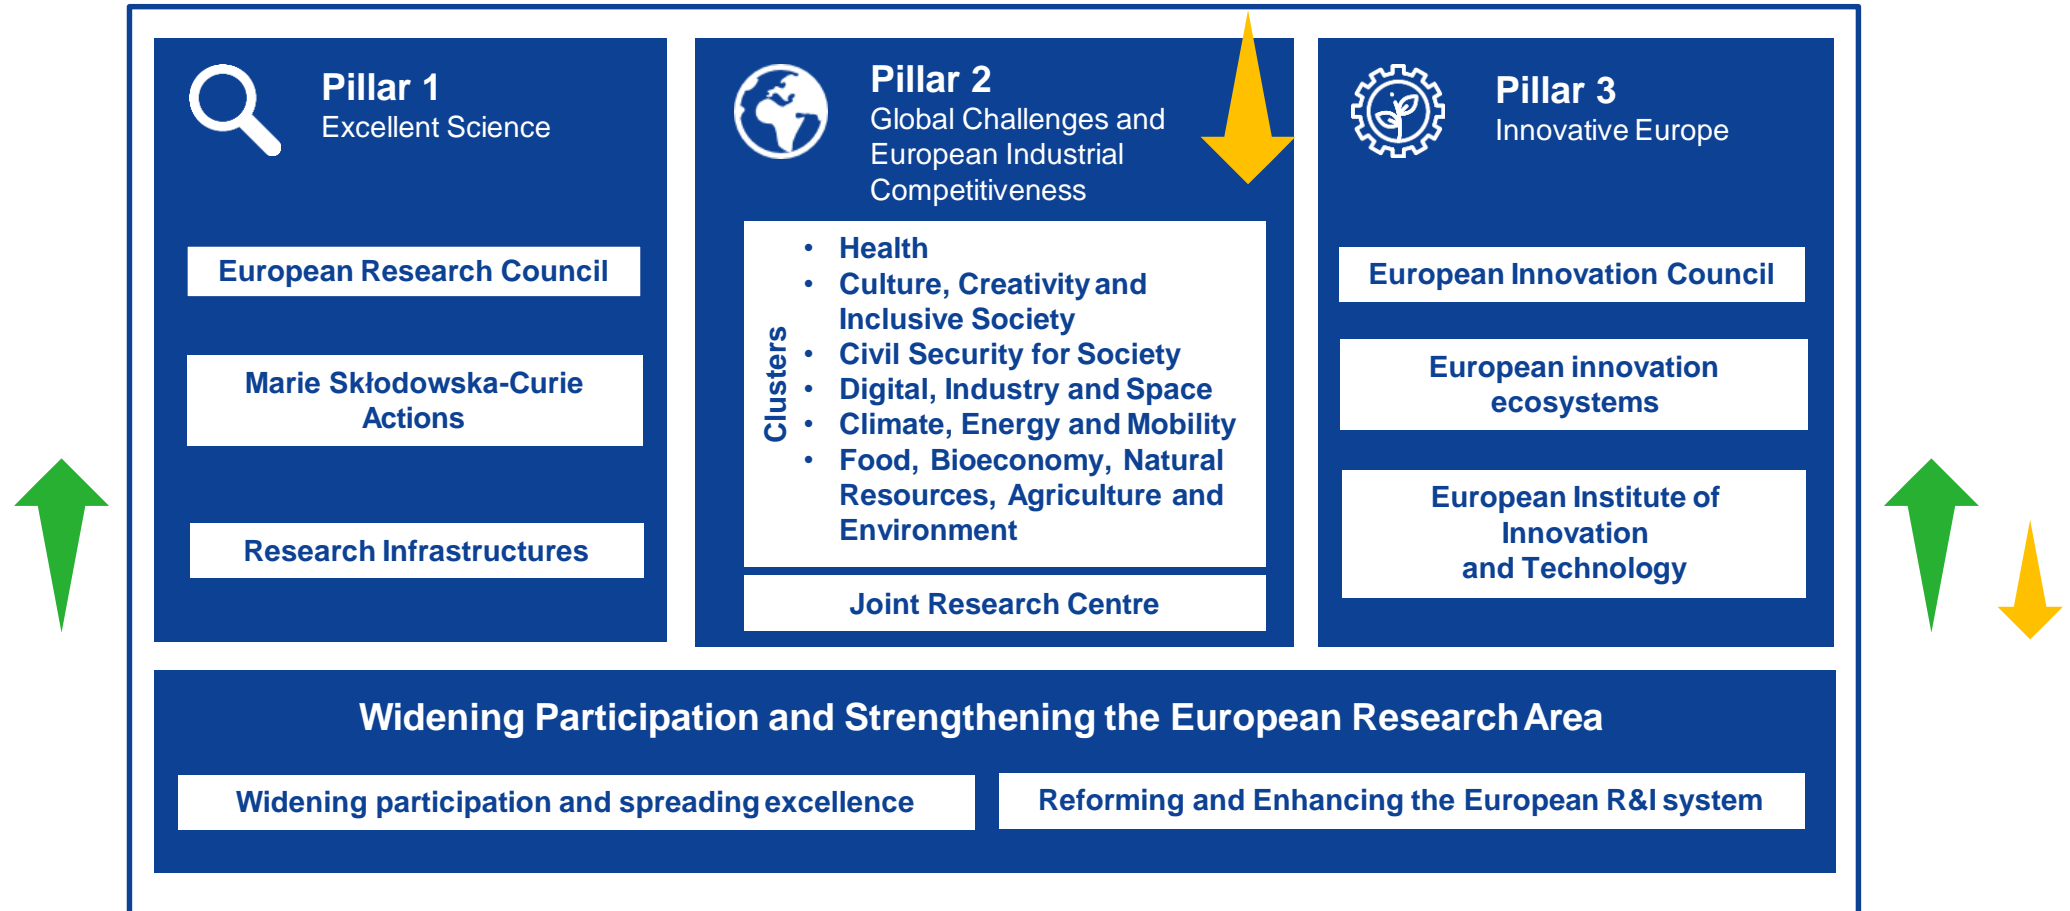 Pillar 1
Excellent Science
European Research Council
Marie Skłodowska-Curie
Actions
Research Infrastructures
Pillar 2
Global Challenges and
European Industrial
Competitiveness
Clusters
• Health
• Culture, Creativity and
Inclusive Society
• Civil Security for Society
• Digital, Industry and Space
• Climate, Energy and Mobility
• Food, Bioeconomy, Natural
Resources, Agriculture and
Environment
Joint Research Centre
Pillar 3
Innovative Europe
European Innovation Council
European innovation
ecosystems
European Institute of
Innovation
and Technology
Widening Participation and Strengthening the European Research Area
Widening participation and spreading excellence
Reforming and Enhancing the European R&I system